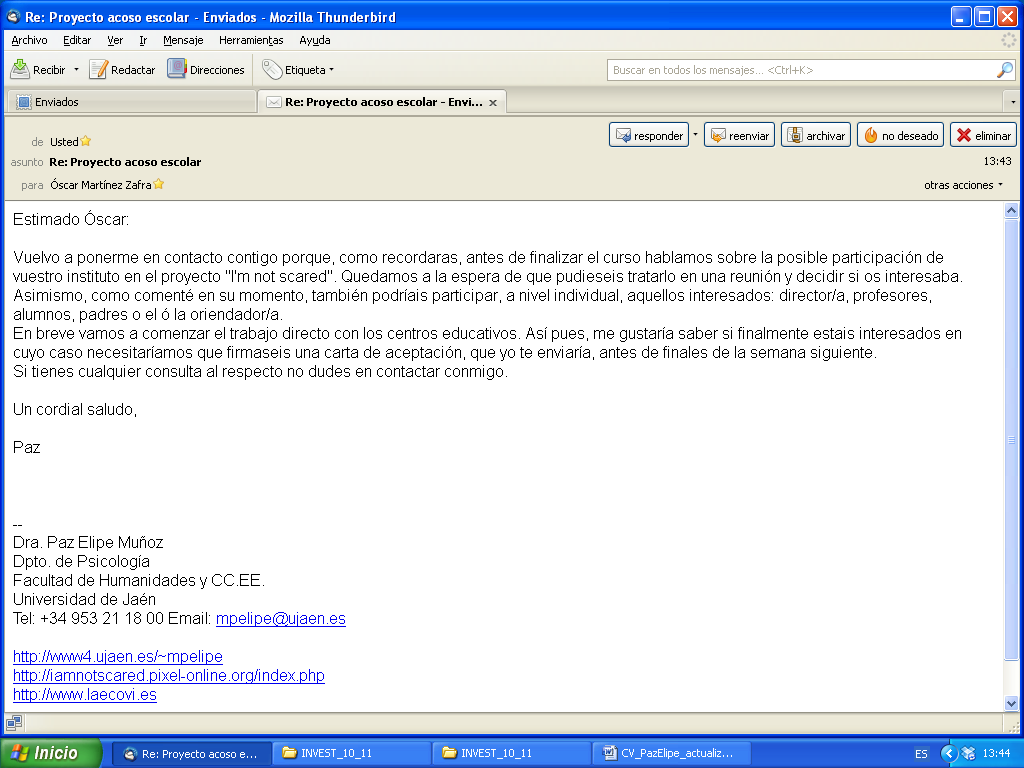 Re: Proyecto acoso escolar - Enviados - Mozilla Thunderbird
Archivo Editar Ver Ir Mensaje Herramientas Ayuda
Recibir Redactar Direcciones Etiqueta Buscar en todos los mensajes... <Ctrl+K>
Enviados Re: Proyecto acoso escolar - Envi...
responder reenviar archivar no deseado eliminar
de Usted
asunto Re: Proyecto acoso escolar 13:43
para Óscar Martínez Zafra otras acciones
Estimado Óscar:
Vuelvo a ponerme en contacto contigo porque, como recordaras, antes de finalizar el curso hablamos sobre la posible participación de
vuestro instituto en el proyecto "I'm not scared". Quedamos a la espera de que pudieseis tratarlo en una reunión y decidir si os interesaba.
Asimismo, como comenté en su momento, también podríais participar, a nivel individual, aquellos interesados: director/a, profesores,
alumnos, padres o el ó la oriendador/a.
En breve vamos a comenzar el trabajo directo con los centros educativos. Así pues, me gustaría saber si finalmente estais interesados en
cuyo caso necesitaríamos que firmaseis una carta de aceptación, que yo te enviaría, antes de finales de la semana siguiente.
Si tienes cualquier consulta al respecto no dudes en contactar conmigo.
Un cordial saludo,
Paz
--
Dra. Paz Elipe Muñoz
Dpto. de Psicología
Facultad de Humanidades y CC.EE.
Universidad de Jaén
Tel: +34 953 21 18 00 Email: mpelipe@ujaen.es
http://www4.ujaen.es/~mpelipe
http://iamnotscared.pixel-online.org/index.php
http://www.laecovi.es
Inicio Re: Proyecto acoso e... INVEST_10_11 INVEST_10_11 CV_PazElipe_actualiz... ES 13:44